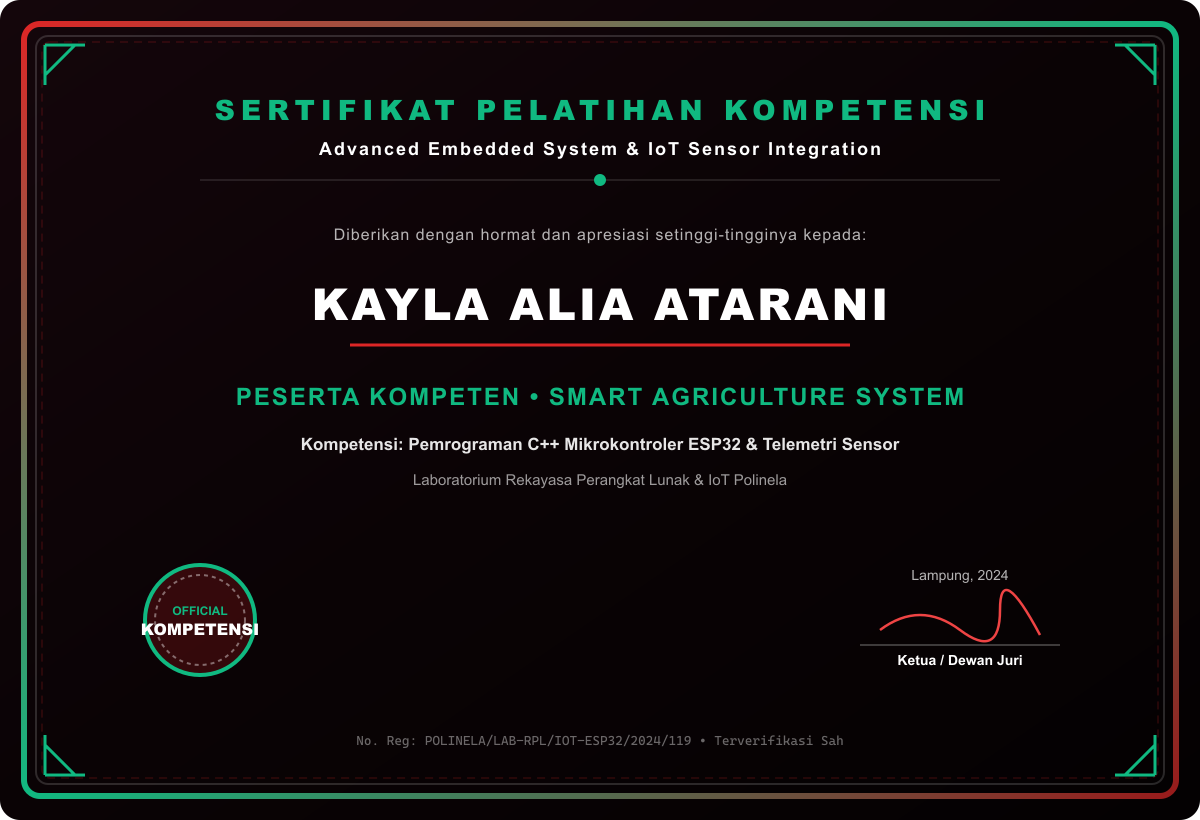 SERTIFIKAT PELATIHAN KOMPETENSI
Advanced Embedded System & IoT Sensor Integration
Diberikan dengan hormat dan apresiasi setinggi-tingginya kepada:
KAYLA ALIA ATARANI
PESERTA KOMPETEN • SMART AGRICULTURE SYSTEM
Kompetensi: Pemrograman C++ Mikrokontroler ESP32 & Telemetri Sensor
Laboratorium Rekayasa Perangkat Lunak & IoT Polinela
OFFICIAL
KOMPETENSI
Lampung, 2024
Ketua / Dewan Juri
No. Reg: POLINELA/LAB-RPL/IOT-ESP32/2024/119 • Terverifikasi Sah